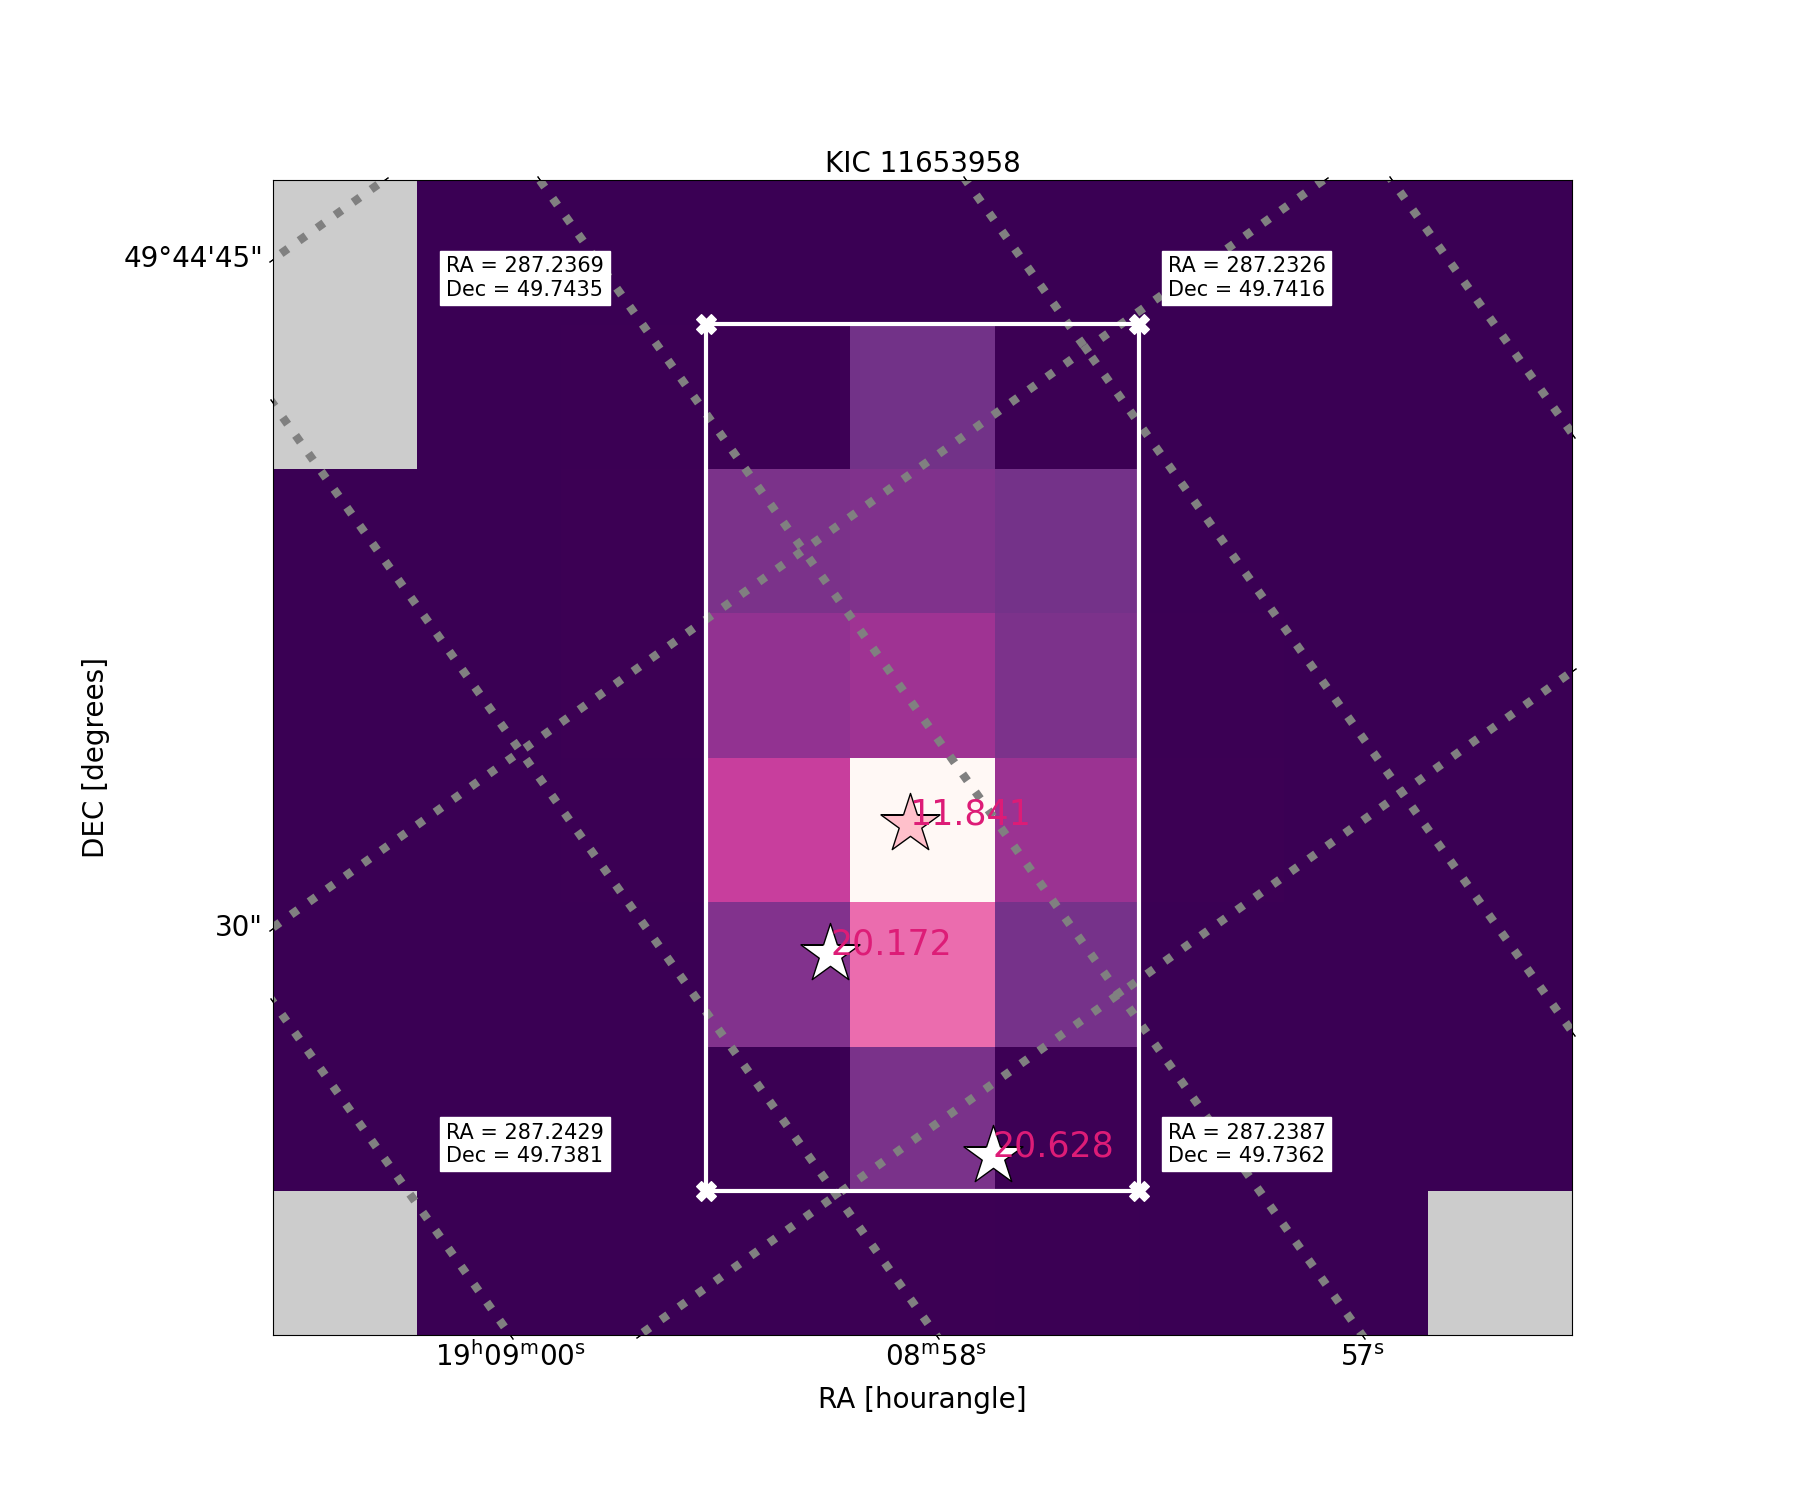 KIC 11653958
49°44'45"
RA = 287.2369
Dec = 49.7435
RA = 287.2326
Dec = 49.7416
DEC [degrees]
11.841
30"
20.172
RA = 287.2429
Dec = 49.7381
20.628
RA = 287.2387
Dec = 49.7362
19ʰ09ᵐ00ˢ
08ᵐ58ˢ
57ˢ
RA [hourangle]